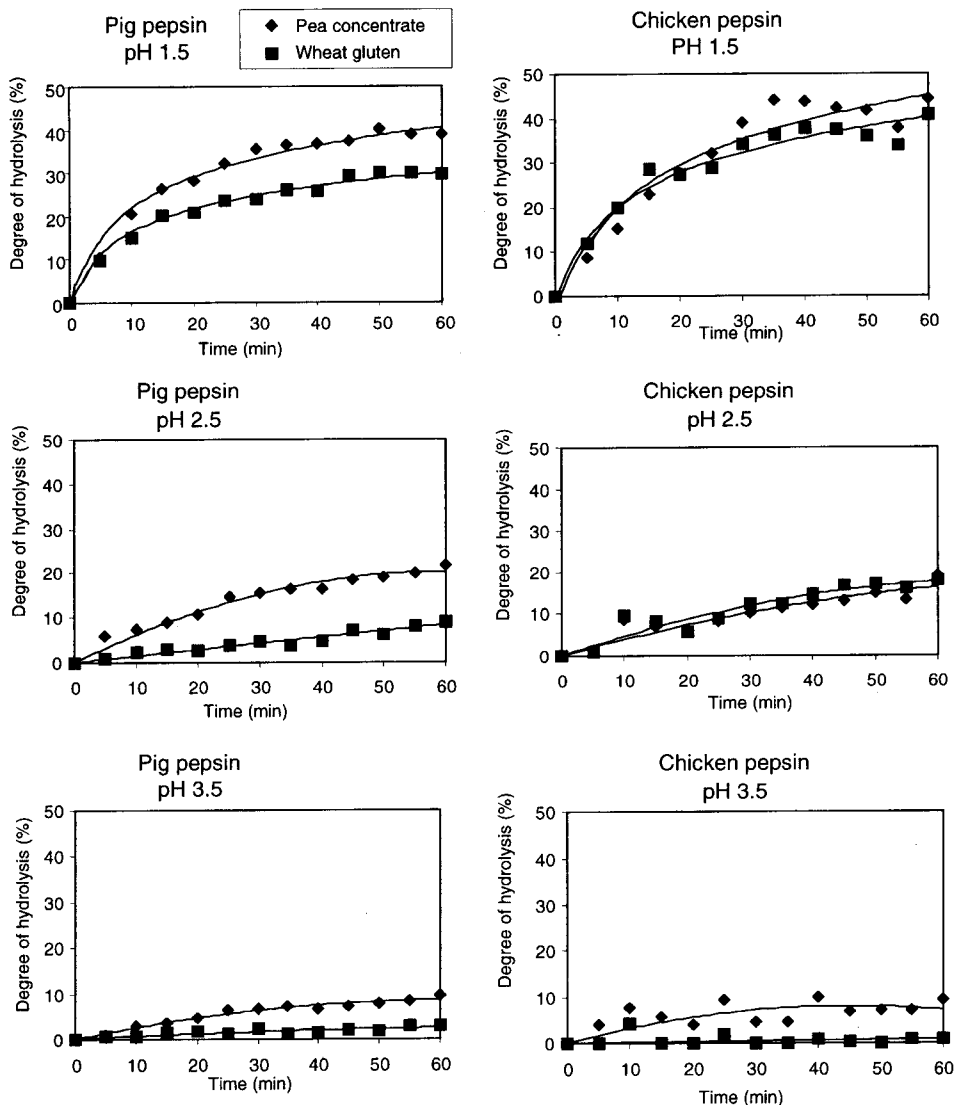 Pig pepsin
pH 1.5
Pea concentrate
Wheat gluten
Degree of hydrolysis (%)
50
40
30
20
10
0
0 10 20 30 40 50 60
Time (min)
Chicken pepsin
PH 1.5
Degree of hydrolysis (%)
50
40
30
20
10
0
0 10 20 30 40 50 60
Time (min)
Pig pepsin
pH 2.5
Degree of hydrolysis (%)
50
40
30
20
10
0
0 10 20 30 40 50 60
Time (min)
Chicken pepsin
pH 2.5
Degree of hydrolysis (%)
50
40
30
20
10
0
0 10 20 30 40 50 60
Time (min)
Pig pepsin
pH 3.5
Degree of hydrolysis (%)
50
40
30
20
10
0
0 10 20 30 40 50 60
Time (min)
Chicken pepsin
pH 3.5
Degree of hydrolysis (%)
50
40
30
20
10
0
0 10 20 30 40 50 60
Time (min)